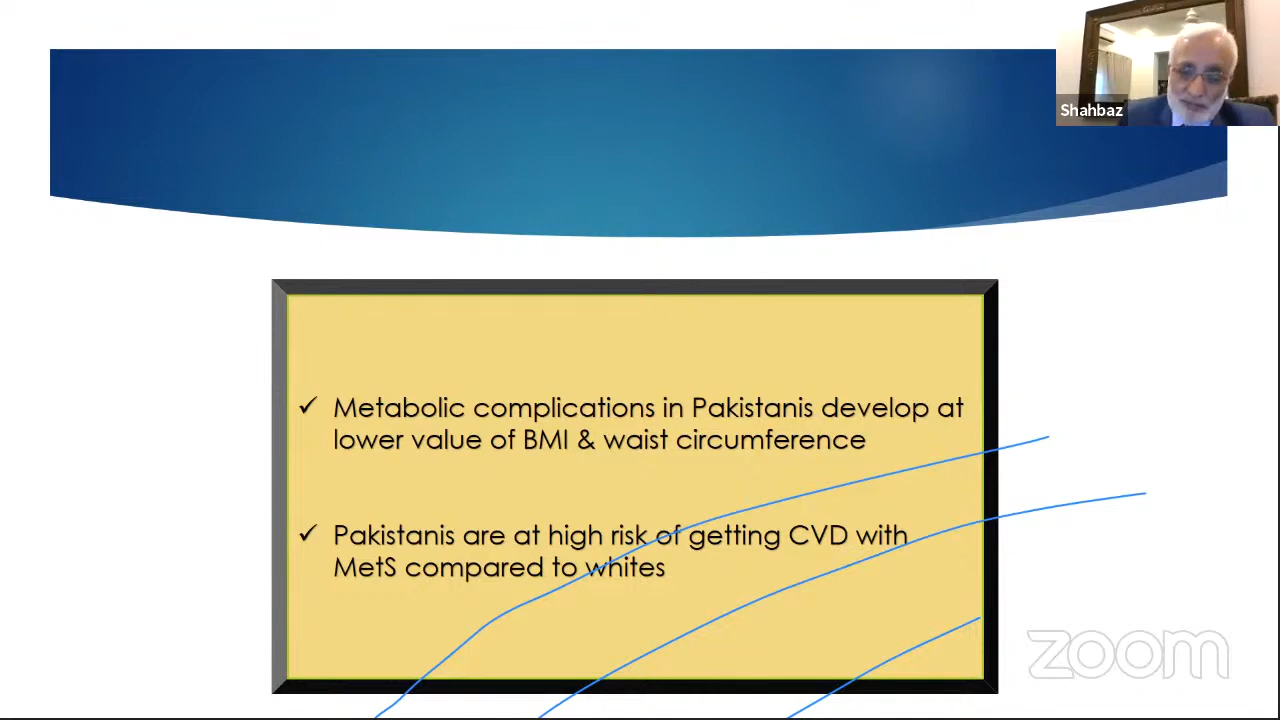 Shahbaz
✓ Metabolic complications in Pakistanis develop at
lower value of BMI & waist circumference
✓ Pakistanis are at high risk of getting CVD with
MetS compared to whites
zoom